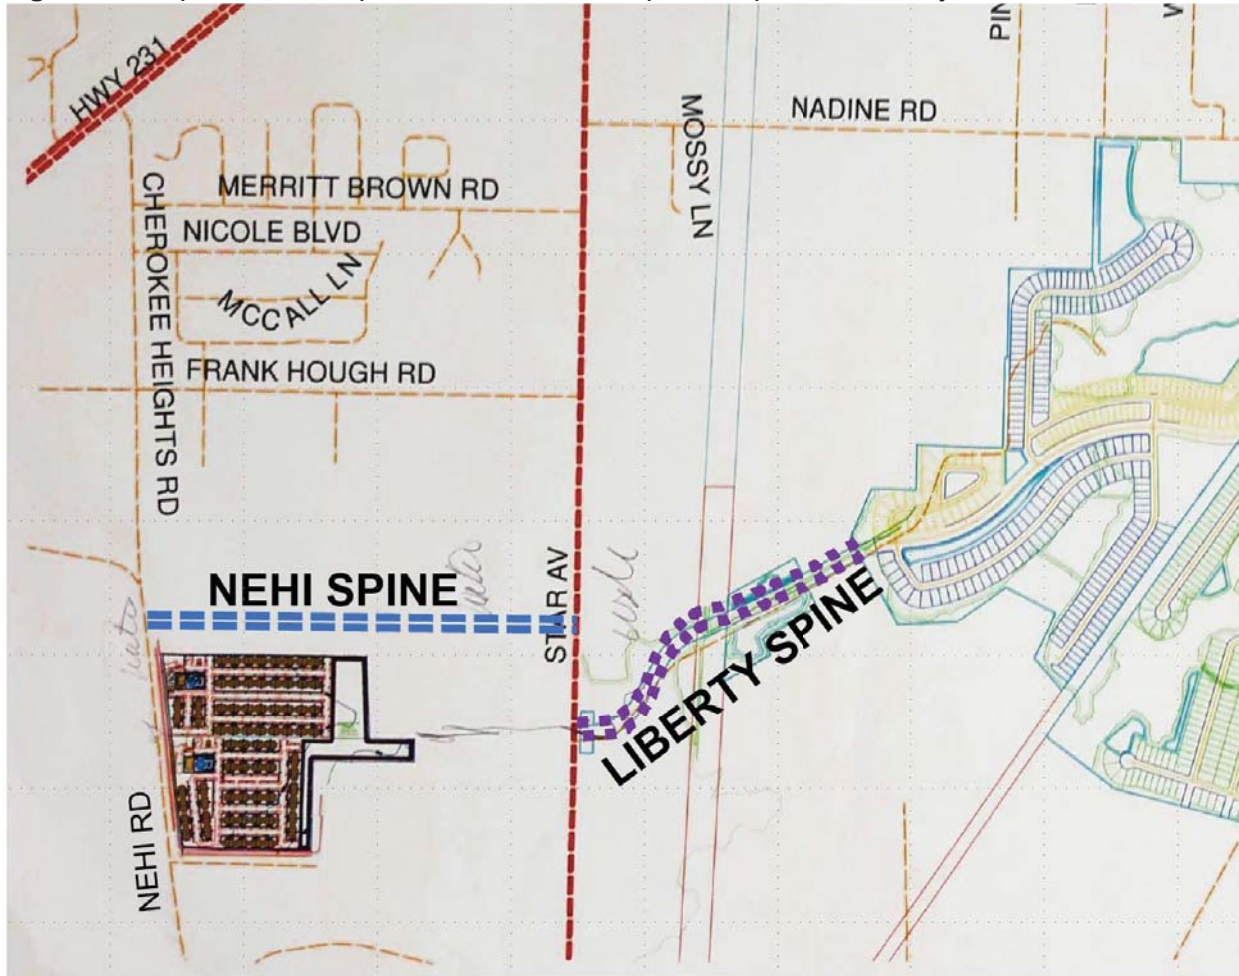 HWY 231
PIN
NADINE RD
MOSSY LN
MERRITT BROWN RD
CHEROKEE HEIGHTS RD
NICOLE BLVD
MCCALL LN
FRANK HOUGH RD
STAR AV
NEHI SPINE
LIBERTY SPINE
NEHI RD